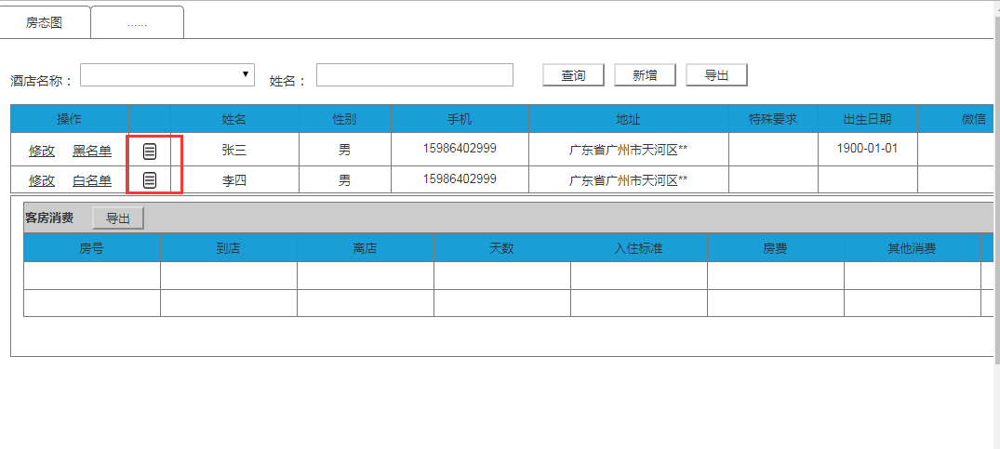 房态图 ......
酒店名称： 姓名： 查询 新增 导出
操作 姓名 性别 手机 地址 特殊要求 出生日期 微信
修改 黑名单 张三 男 15986402999 广东省广州市天河区** 1900-01-01
修改 白名单 李四 男 15986402999 广东省广州市天河区**
客房消费 导出
房号 到店 离店 天数 入住标准 房费 其他消费